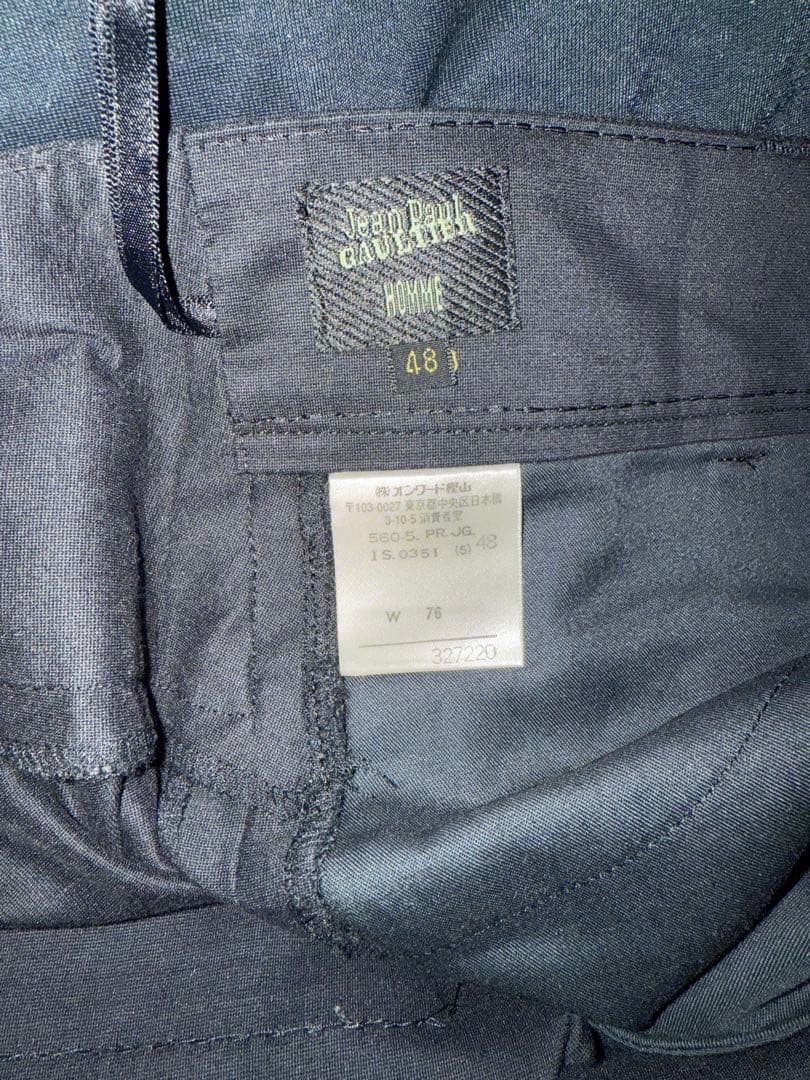 Jean Paul
GAULTIER
HOMME
48
㈱オンワード樫山
〒103-0027 東京都中央区日本橋
3-10-5 消費者室
560-5. PR.JG.
IS.0351 (5) 48
W 76
327220